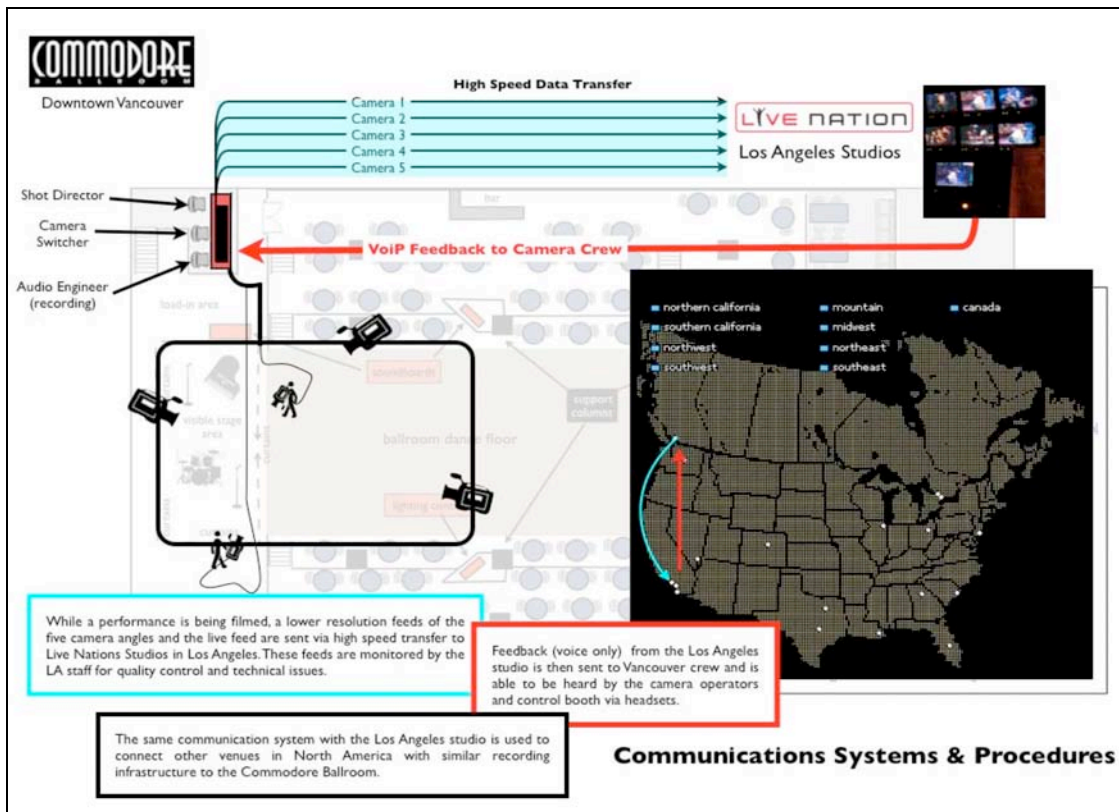 COMMODORE
BALLROOM
Downtown Vancouver
High Speed Data Transfer
Camera 1
Camera 2
Camera 3
Camera 4
Camera 5
LIVE NATION
Los Angeles Studios
Shot Director
Camera
Switcher
Audio Engineer
(recording)
bar
VoiP Feedback to Camera Crew
load-in area
soundboards
visible stage
area
curtains
support
columns
ballroom dance floor
northern california
southern california
northwest
southwest
mountain
midwest
northeast
southeast
canada
While a performance is being filmed, a lower resolution feeds of the
five camera angles and the live feed are sent via high speed transfer to
Live Nations Studios in Los Angeles. These feeds are monitored by the
LA staff for quality control and technical issues.
Feedback (voice only) from the Los Angeles
studio is then sent to Vancouver crew and is
able to be heard by the camera operators
and control booth via headsets.
The same communication system with the Los Angeles studio is used to
connect other venues in North America with similar recording
infrastructure to the Commodore Ballroom.
Communications Systems & Procedures